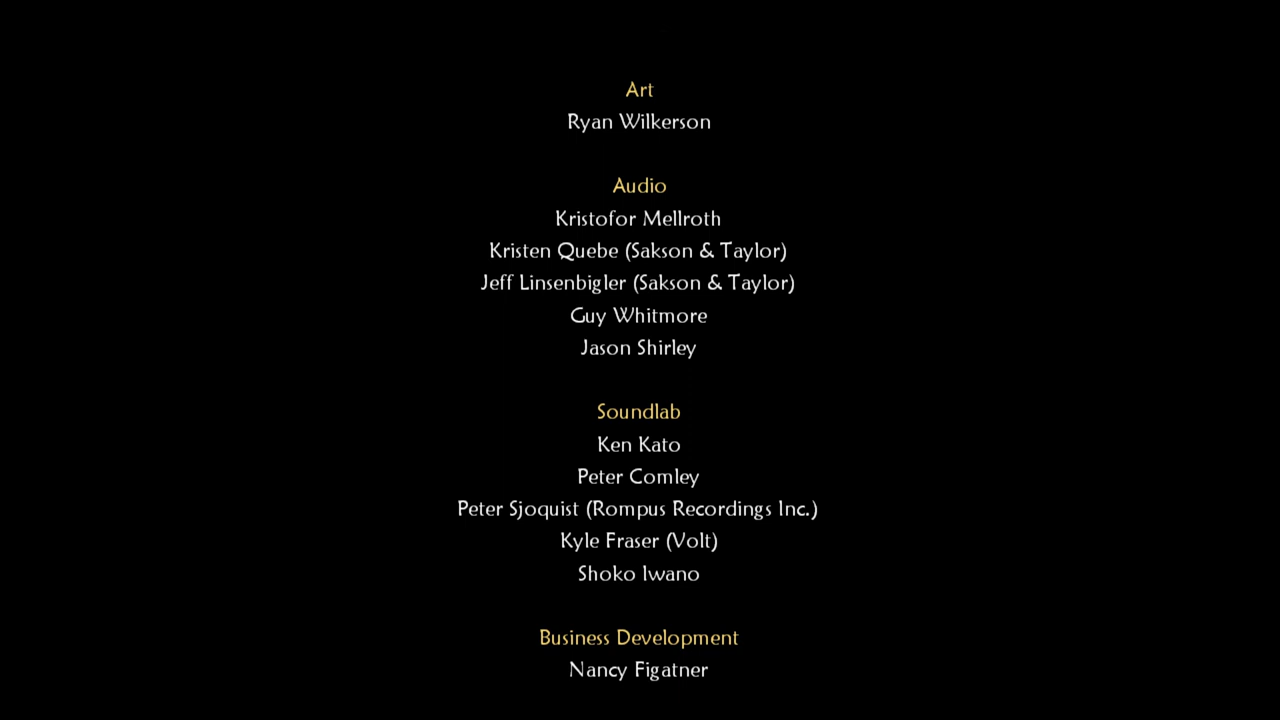 Art
Ryan Wilkerson
Audio
Kristofor Mellroth
Kristen Quebe (Sakson & Taylor)
Jeff Linsenbigler (Sakson & Taylor)
Guy Whitmore
Jason Shirley
Soundlab
Ken Kato
Peter Comley
Peter Sjoquist (Rompus Recordings Inc.)
Kyle Fraser (Volt)
Shoko Iwano
Business Development
Nancy Figatner